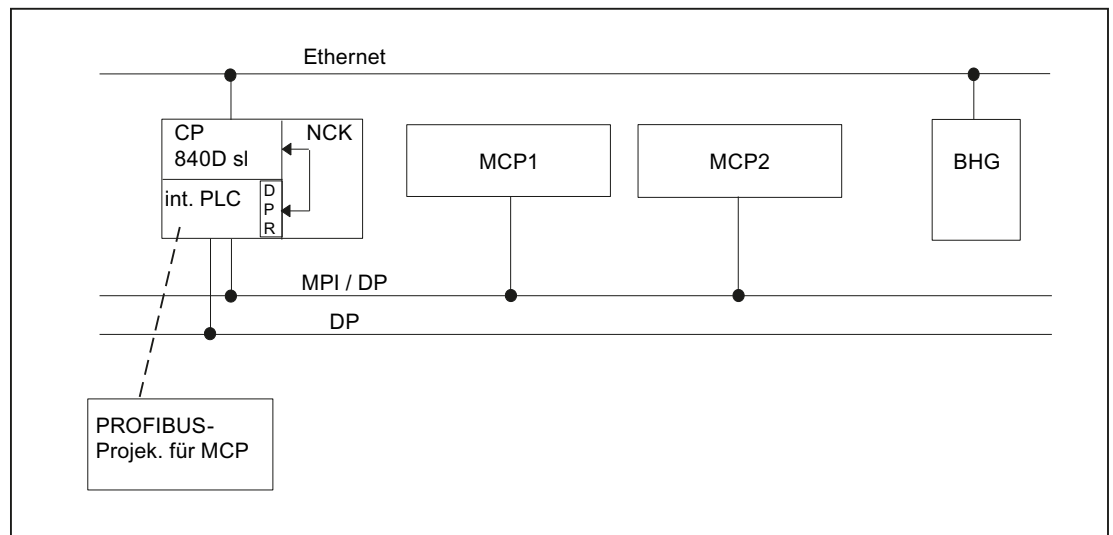 Ethernet
CP
840D sl
NCK
int. PLC
D
P
R
MCP1
MCP2
BHG
MPI / DP
DP
PROFIBUS-
Projek. für MCP